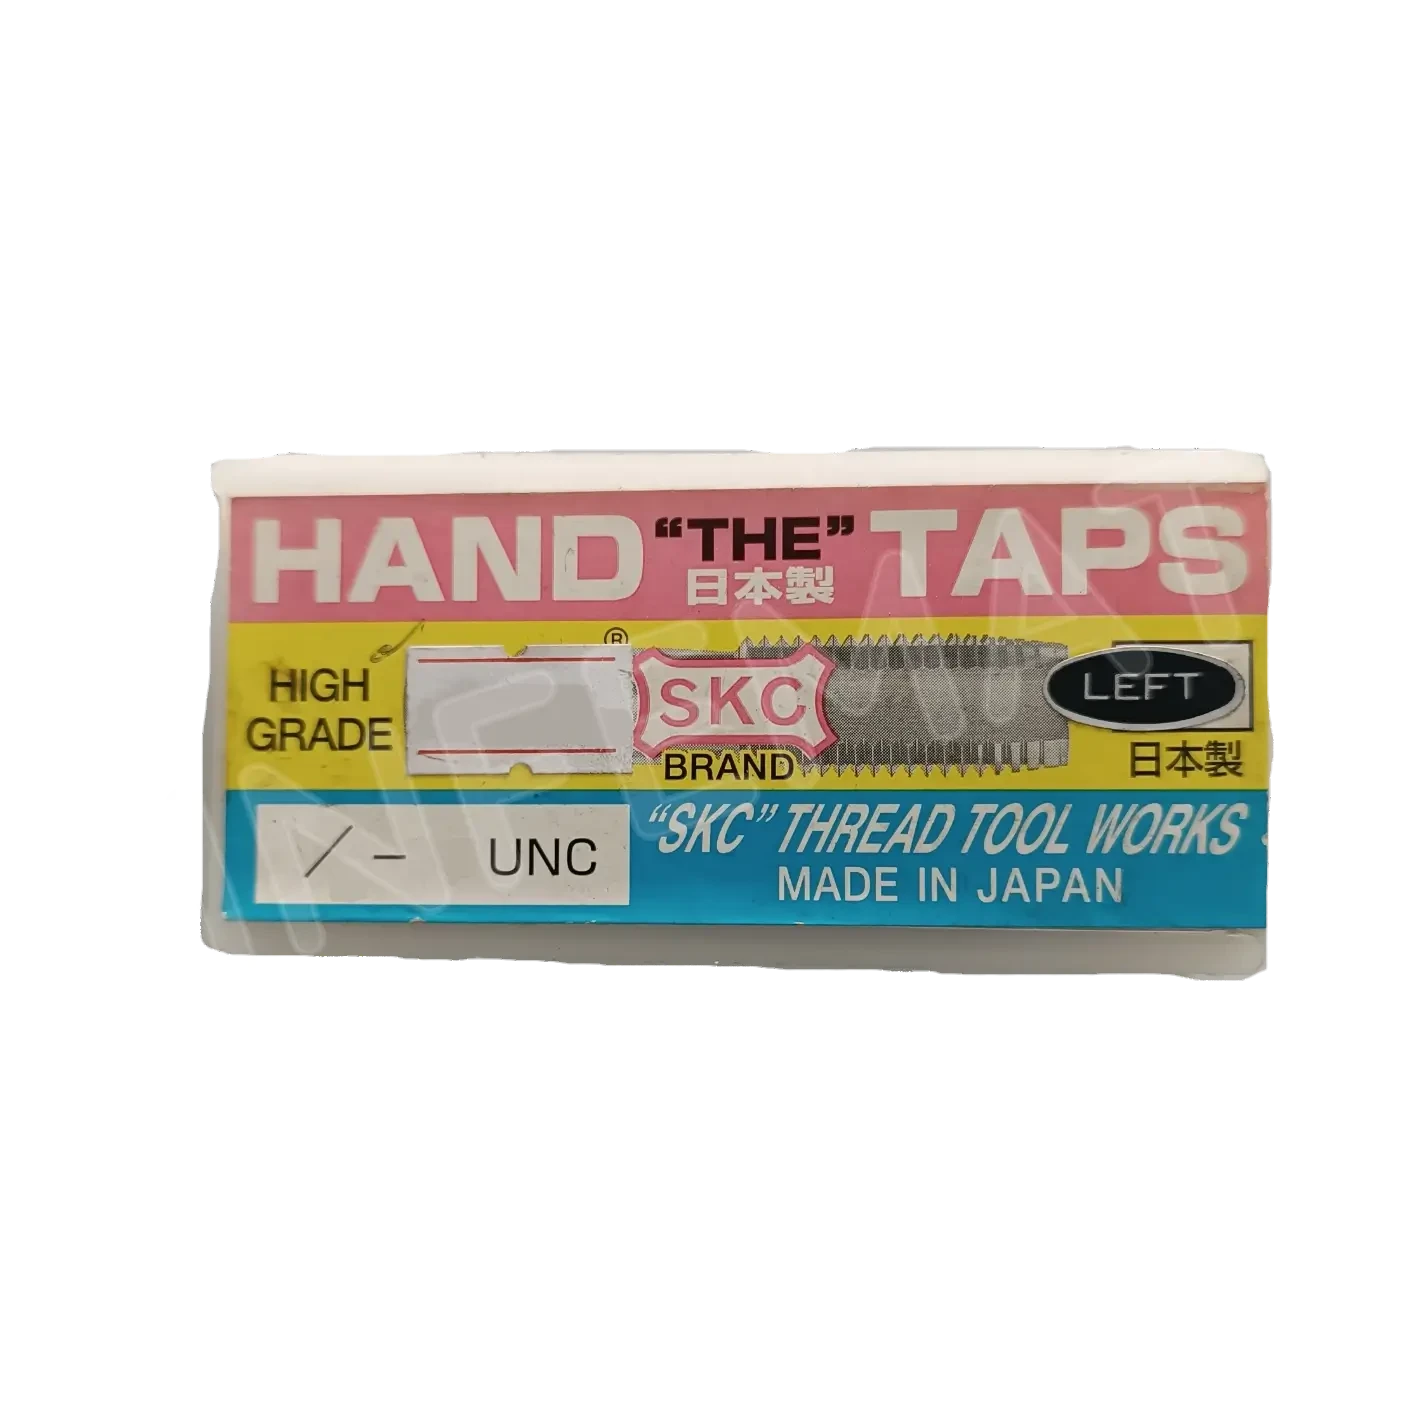 HAND “THE” TAPS
日本製
®
HIGH
GRADE
SKC
BRAND
LEFT
日本製
/ - UNC
“SKC” THREAD TOOL WORKS
MADE IN JAPAN